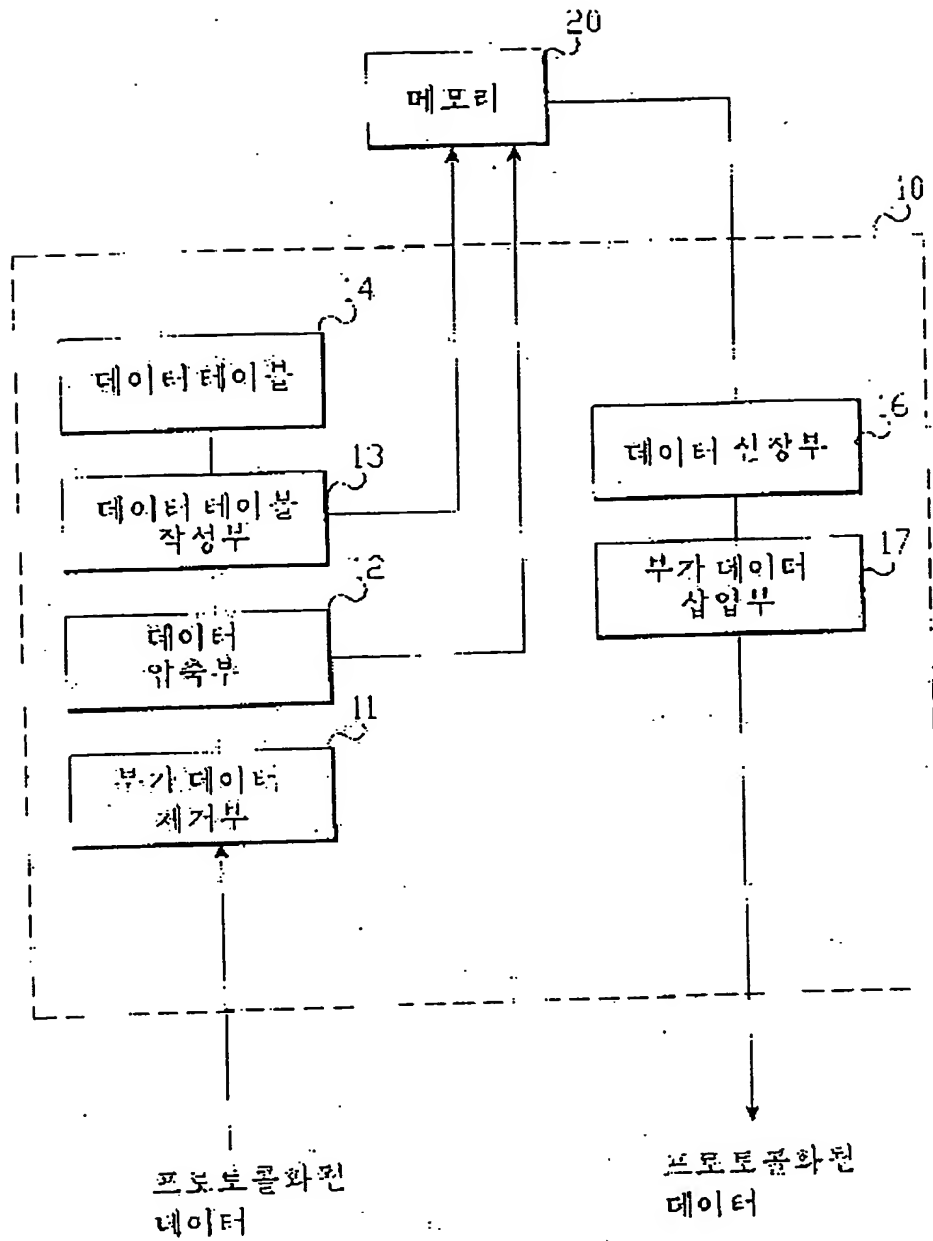 20
메모리
10
14
데이터 테이블
13
데이터 테이블
작성부
12
데이터
압축부
11
부가 데이터
제거부
16
데이터 신장부
17
부가 데이터
삽입부
프로토콜화된
데이터
프로토콜화된
데이터